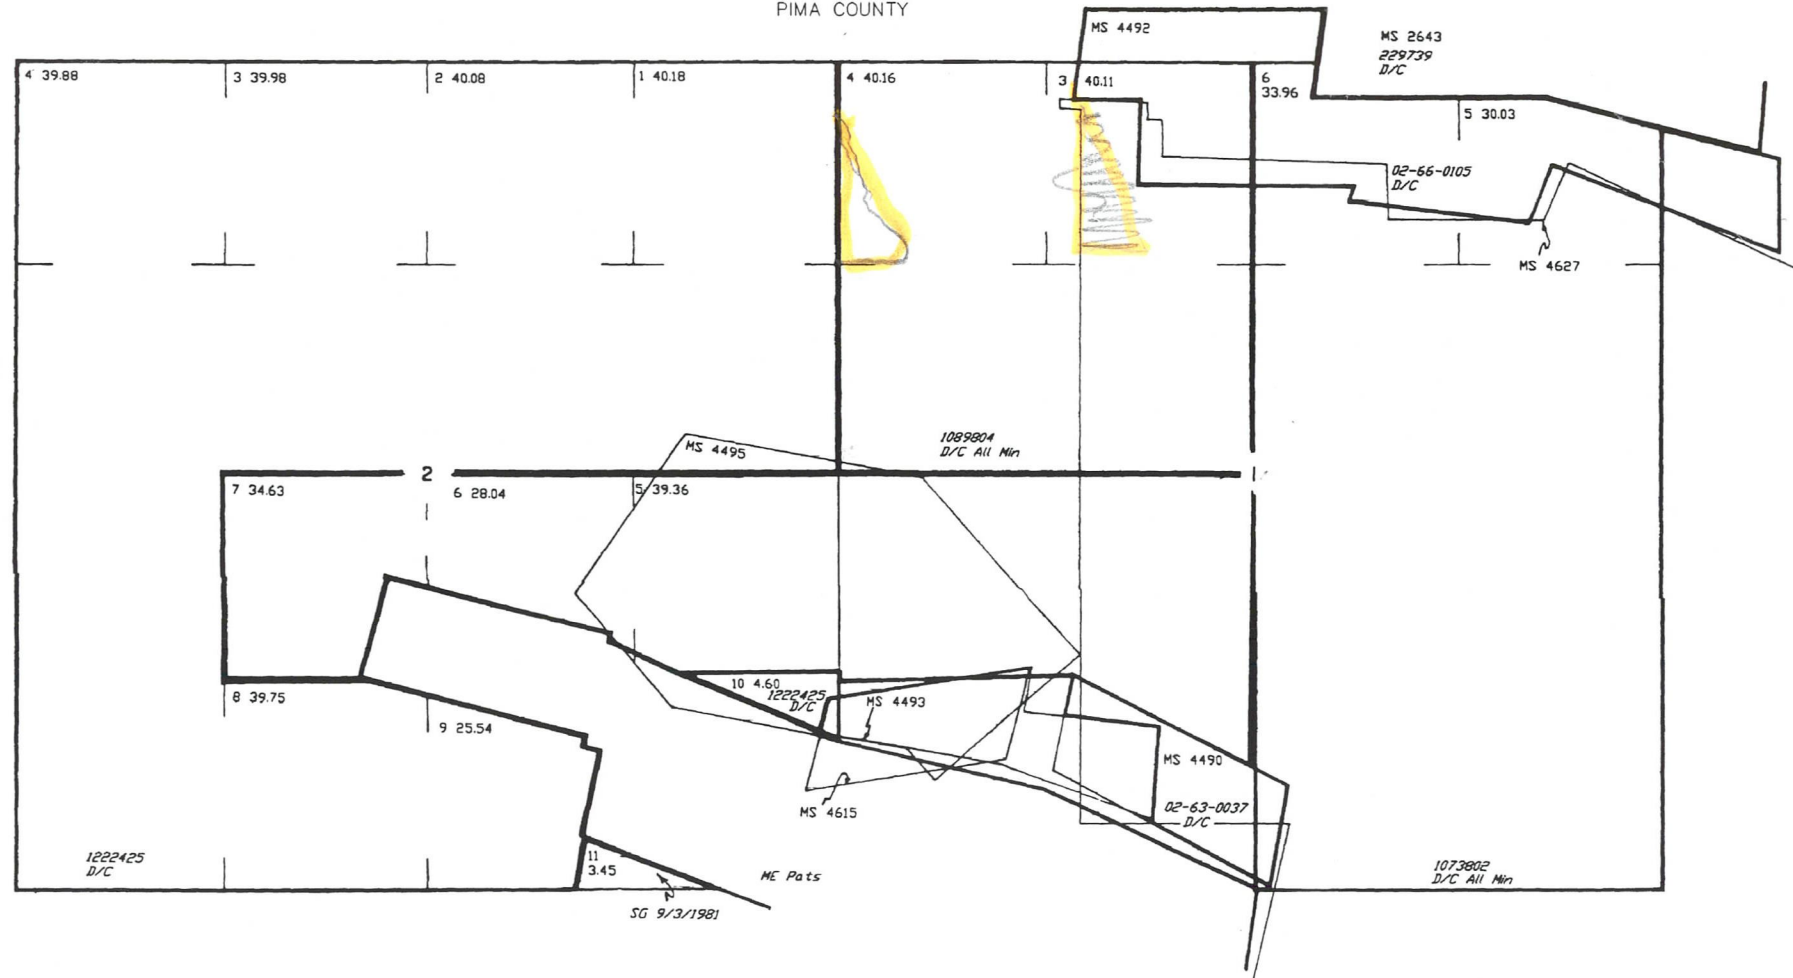 PIMA COUNTY
MS 4492
MS 2643
229739
D/C
4 39.88
3 39.98
2 40.08
1 40.18
4 40.16
3 40.11
6
33.96
5 30.03
02-66-0105
D/C
MS 4627
1089804
D/C All Min
MS 4495
7 34.63
2
6 28.04
5 39.36
1
8 39.75
10 4.60
1222425
D/C
MS 4493
9 25.54
MS 4490
MS 4615
02-63-0037
D/C
1222425
D/C
11
3.45
ME Pats
1073802
D/C All Min
SG 9/3/1981